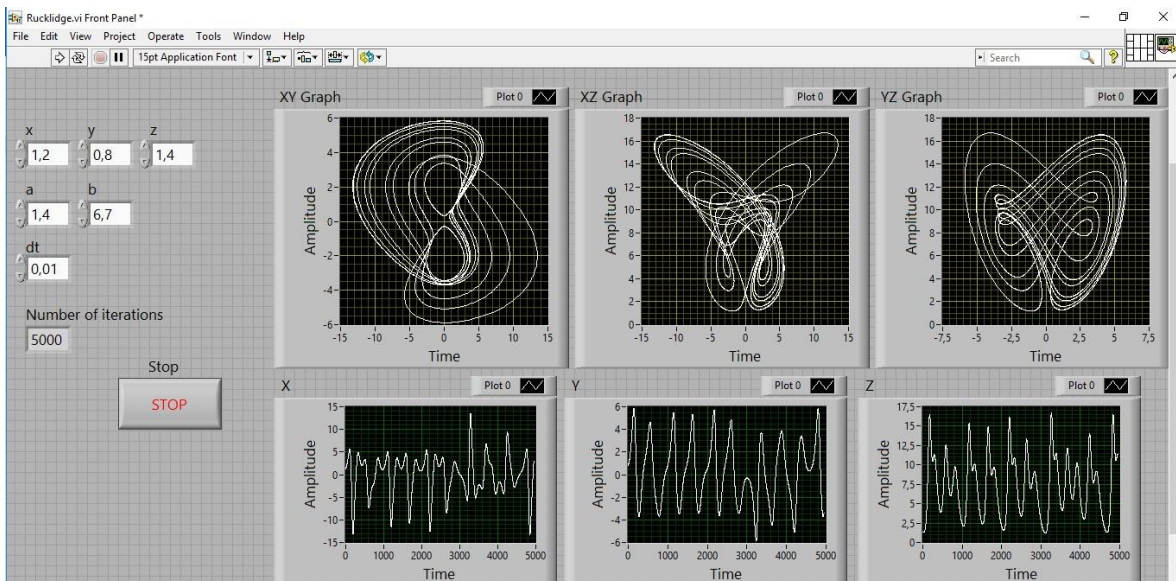 Rucklidge.vi Front Panel *
File Edit View Project Operate Tools Window Help
15pt Application Font
Search
x y z
1,2 0,8 1,4
a b
1,4 6,7
dt
0,01
Number of iterations
5000
Stop
STOP
XY Graph Plot 0
Amplitude
6
4
2
0
-2
-4
-6
-15 -10 -5 0 5 10 15
Time
XZ Graph Plot 0
Amplitude
18
16
14
12
10
8
6
4
2
0
-15 -10 -5 0 5 10 15
Time
YZ Graph Plot 0
Amplitude
18
16
14
12
10
8
6
4
2
0
-7,5 -5 -2,5 0 2,5 5 7,5
Time
X Plot 0
Amplitude
15
10
5
0
-5
-10
-15
0 1000 2000 3000 4000 5000
Time
Y Plot 0
Amplitude
6
4
2
0
-2
-4
-6
0 1000 2000 3000 4000 5000
Time
Z Plot 0
Amplitude
17,5
15
12,5
10
7,5
5
2,5
0
0 1000 2000 3000 4000 5000
Time